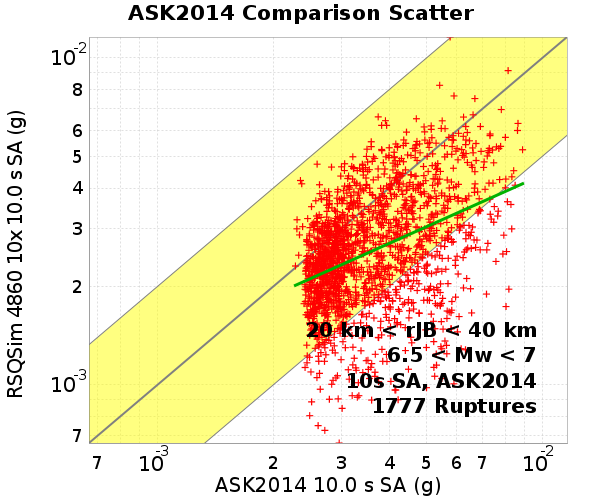 ASK2014 Comparison Scatter
RSQSim 4860 10x 10.0 s SA (g)
10-2
8
6
5
4
3
2
10-3
7
20 km < rJB < 40 km
6.5 < Mw < 7
10s SA, ASK2014
1777 Ruptures
7 10-3 2 3 4 5 6 7 10-2
ASK2014 10.0 s SA (g)